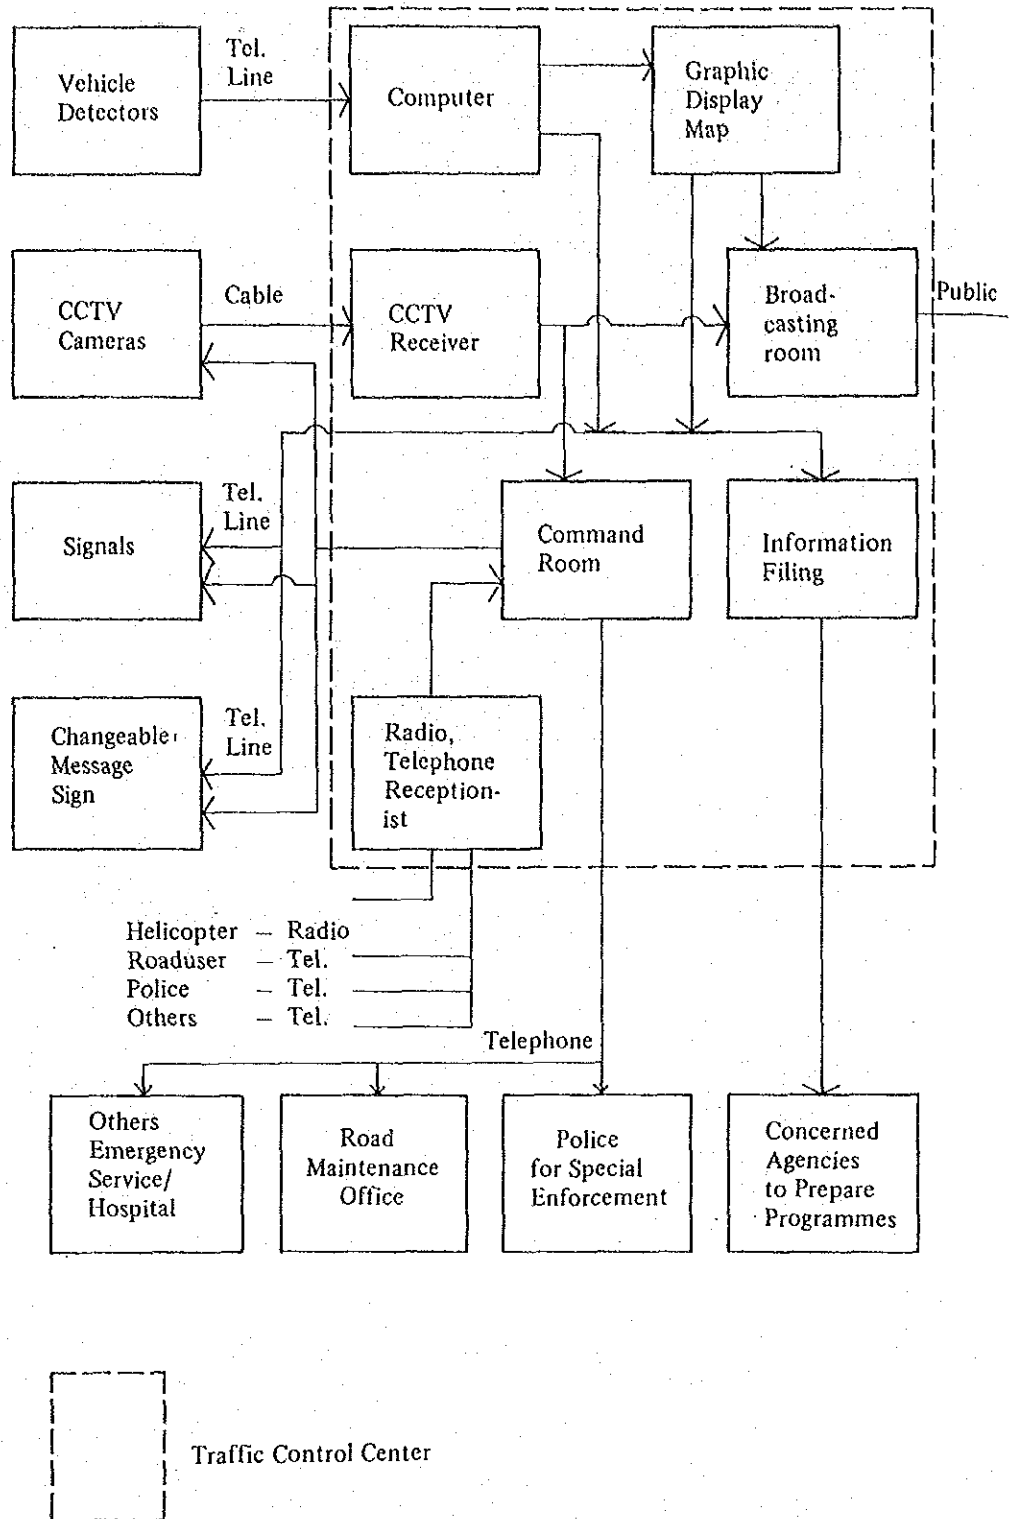 Vehicle
Detectors
Tel.
Line
Computer
Graphic
Display
Map
CCTV
Cameras
Cable
CCTV
Receiver
Broad-
casting
room
Public
Signals
Tel.
Line
Command
Room
Information
Filing
Changeable
Message
Sign
Tel.
Line
Radio,
Telephone
Reception-
ist
Helicopter – Radio
Roaduser – Tel.
Police – Tel.
Others – Tel.
Telephone
Others
Emergency
Service/
Hospital
Road
Maintenance
Office
Police
for Special
Enforcement
Concerned
Agencies
to Prepare
Programmes
Traffic Control Center